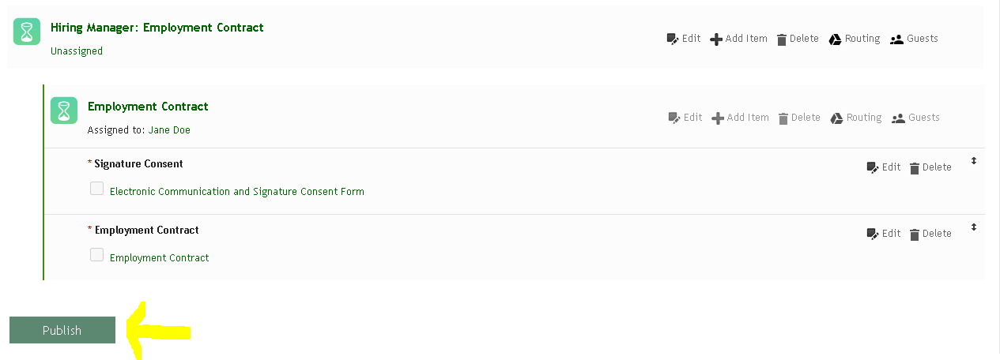 Hiring Manager: Employment Contract
Unassigned
Edit Add Item Delete Routing Guests
Employment Contract
Assigned to: Jane Doe
Edit Add Item Delete Routing Guests
* Signature Consent
Edit Delete
Electronic Communication and Signature Consent Form
* Employment Contract
Edit Delete
Employment Contract
Publish